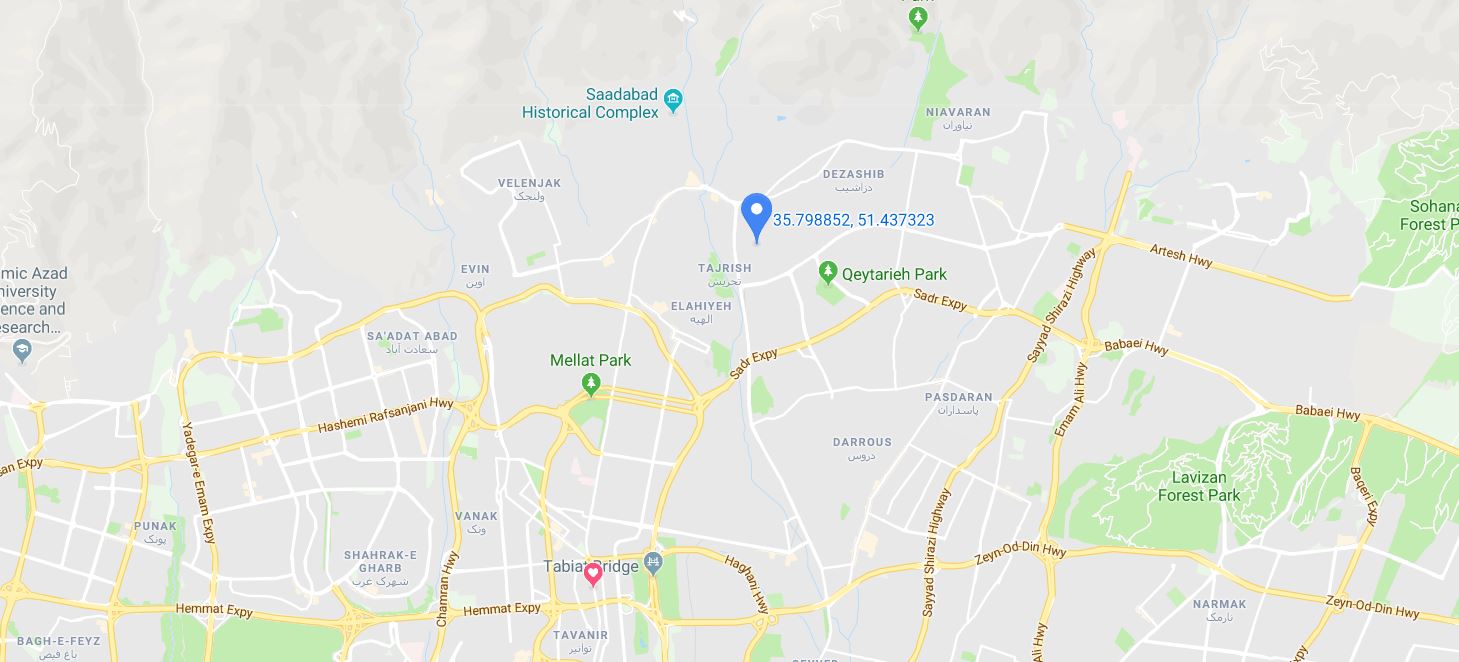 Saadabad
Historical Complex
NIAVARAN
نیاوران
VELENJAK
ولنجک
DEZASHIB
دزاشیب
35.798852, 51.437323
Sohana
Forest P
Artesh Hwy
EVIN
اوین
TAJRISH
تجریش
Qeytarieh Park
mic Azad
niversity
ence and
esearch...
ELAHIYEH
الهیه
Sadr Expy
Sayyad Shirazi Highway
SA'ADAT ABAD
سعادت آباد
Mellat Park
Sadr Expy
Babaei Hwy
Hashemi Rafsanjani Hwy
PASDARAN
پاسداران
Emam Ali Hwy
Babaei Hwy
Yadegar-e Emam Expy
DARROUS
دروس
san Expy
Lavizan
Forest Park
Baqeri Expy
PUNAK
پونک
VANAK
ونک
SHAHRAK-E
GHARB
شهرک غرب
Chamran Hwy
Tabiat Bridge
Haghani Hwy
Sayyad Shirazi Highway
Zeyn-Od-Din Hwy
Hemmat Expy
Hemmat Expy
NARMAK
نارمک
Zeyn-Od-Din Hwy
BAGH-E-FEYZ
باغ فیض
TAVANIR
توانیر
Ali Hwy
xpy